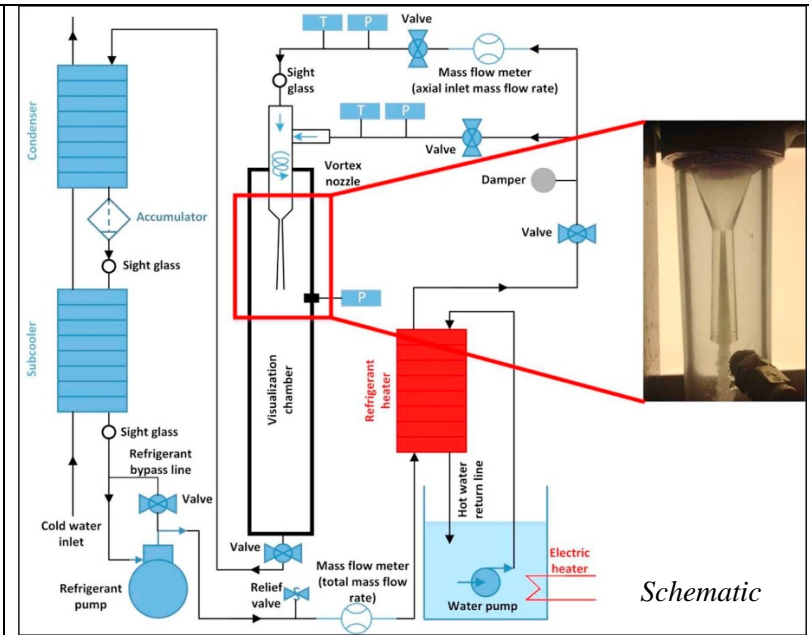 T
P
Valve
Sight
glass
Mass flow meter
(axial inlet mass flow rate)
T
P
Valve
Vortex
nozzle
Condenser
Damper
Accumulator
Valve
Sight glass
P
Subcooler
Visualization
chamber
Refrigerant
heater
Sight glass
Refrigerant
bypass line
Valve
Hot water
return line
Cold water
inlet
Valve
Mass flow meter
(total mass flow
rate)
Relief
valve
S
Refrigerant
pump
Electric
heater
Water pump
Schematic